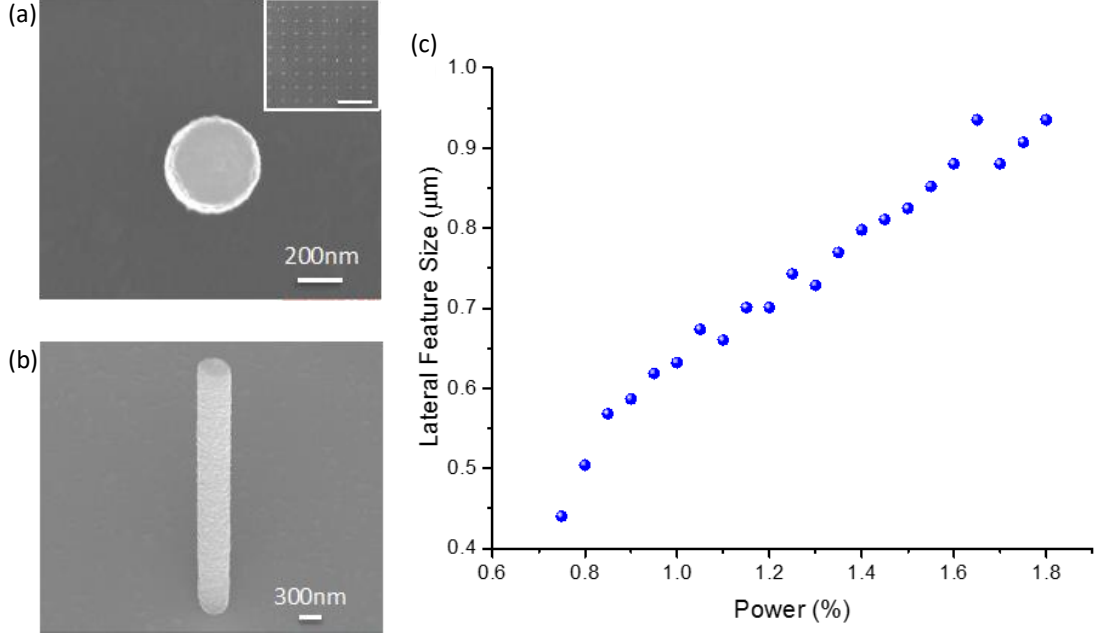 (a)
200nm
(b)
300nm
(c)
1.0
0.9
0.8
0.7
0.6
0.5
0.4
Lateral Feature Size (μm)
0.6 0.8 1.0 1.2 1.4 1.6 1.8
Power (%)